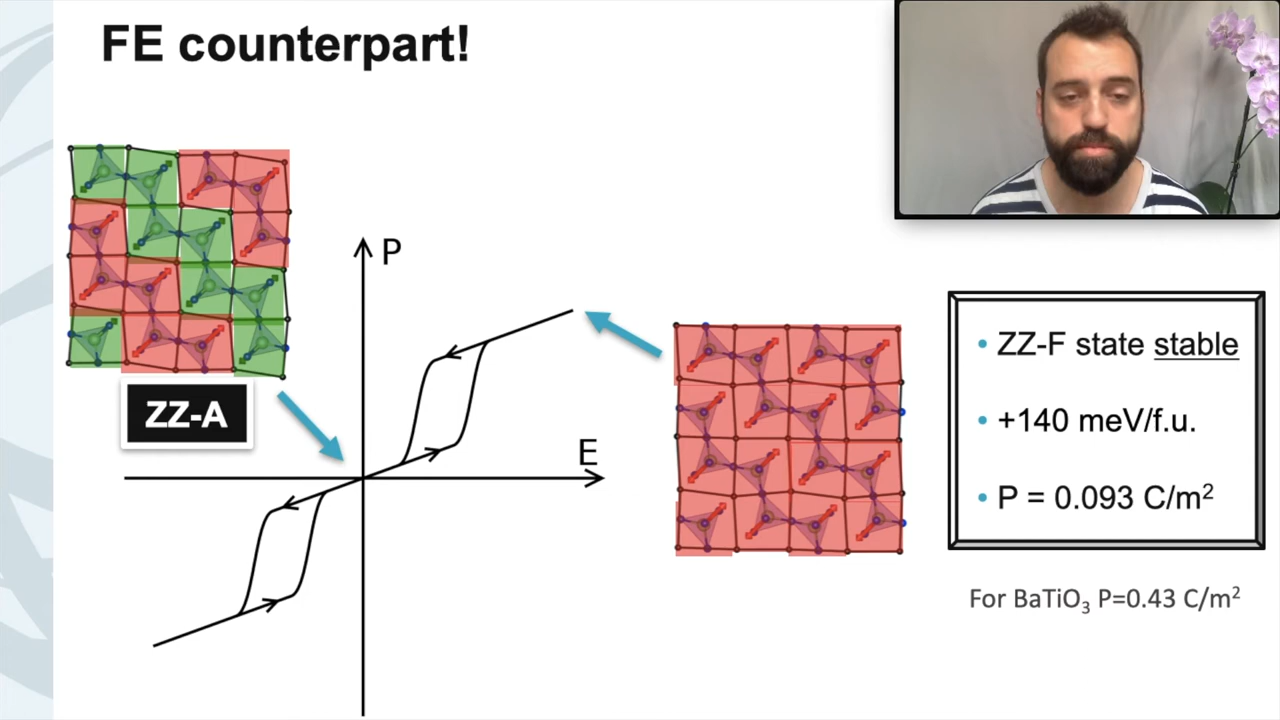 FE counterpart!
P
ZZ-A
E
• ZZ-F state stable
• +140 meV/f.u.
• P = 0.093 C/m²
For BaTiO₃ P=0.43 C/m²